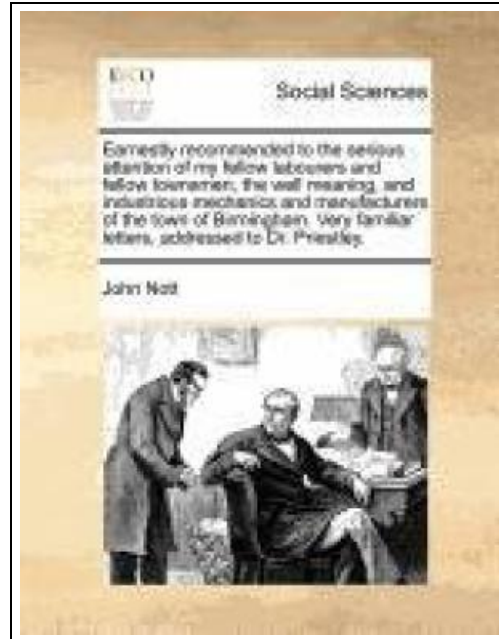 ECCO
Social Sciences
Earnestly recommended to the serious
attention of my fellow labourers and
fellow townsmen, the well meaning, and
industrious mechanics and manufacturers
of the town of Birmingham. Very familiar
letters, addressed to Dr. Priestley.
John Nott